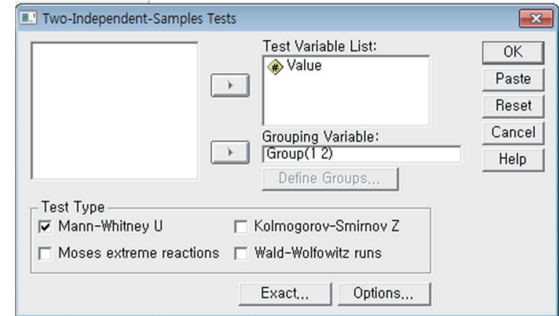 Two-Independent-Samples Tests
Test Variable List:
Value
OK
Paste
Reset
Cancel
Help
Grouping Variable:
Group(1 2)
Define Groups...
Test Type
Mann-Whitney U
Kolmogorov-Smirnov Z
Moses extreme reactions
Wald-Wolfowitz runs
Exact...
Options...